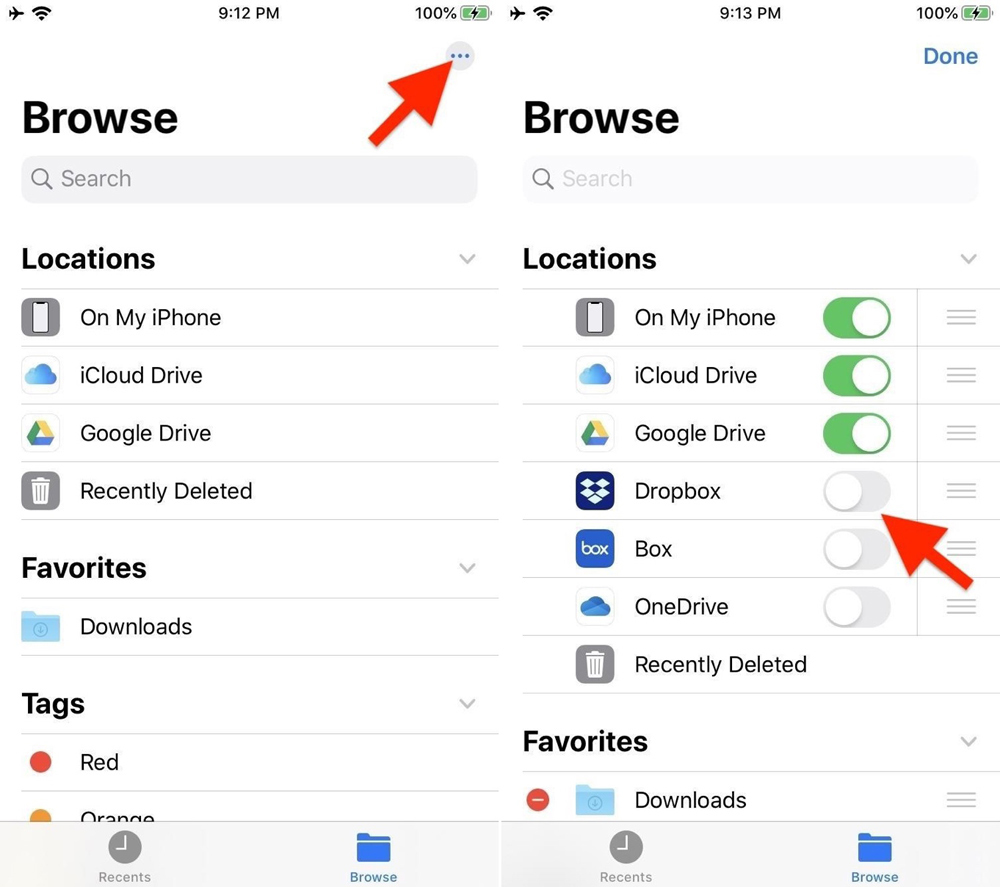 9:12 PM
100%
•••
Browse
Search
Locations
On My iPhone
iCloud Drive
Google Drive
Recently Deleted
Favorites
Downloads
Tags
Red
Orange
Recents
Browse
9:13 PM
100%
Done
Browse
Search
Locations
On My iPhone
iCloud Drive
Google Drive
Dropbox
box
Box
OneDrive
Recently Deleted
Favorites
Downloads
Recents
Browse